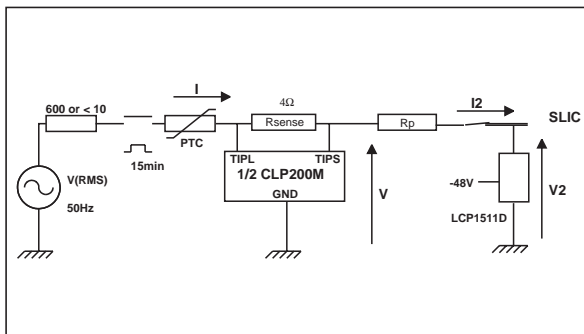 600 or < 10
I
4Ω
Rsense
Rp
I2
SLIC
PTC
15min
TIPL
TIPS
1/2 CLP200M
GND
V(RMS)
50Hz
V
-48V
V2
LCP1511D